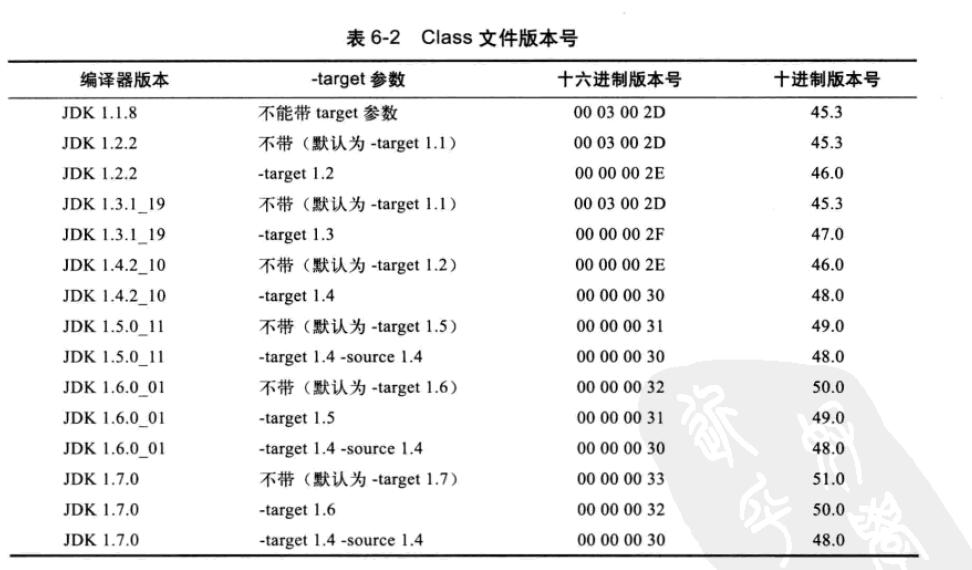 表 6-2 Class 文件版本号
编译器版本 -target 参数 十六进制版本号 十进制版本号
JDK 1.1.8 不能带 target 参数 00 03 00 2D 45.3
JDK 1.2.2 不带（默认为 -target 1.1） 00 03 00 2D 45.3
JDK 1.2.2 -target 1.2 00 00 00 2E 46.0
JDK 1.3.1_19 不带（默认为 -target 1.1） 00 03 00 2D 45.3
JDK 1.3.1_19 -target 1.3 00 00 00 2F 47.0
JDK 1.4.2_10 不带（默认为 -target 1.2） 00 00 00 2E 46.0
JDK 1.4.2_10 -target 1.4 00 00 00 30 48.0
JDK 1.5.0_11 不带（默认为 -target 1.5） 00 00 00 31 49.0
JDK 1.5.0_11 -target 1.4 -source 1.4 00 00 00 30 48.0
JDK 1.6.0_01 不带（默认为 -target 1.6） 00 00 00 32 50.0
JDK 1.6.0_01 -target 1.5 00 00 00 31 49.0
JDK 1.6.0_01 -target 1.4 -source 1.4 00 00 00 30 48.0
JDK 1.7.0 不带（默认为 -target 1.7） 00 00 00 33 51.0
JDK 1.7.0 -target 1.6 00 00 00 32 50.0
JDK 1.7.0 -target 1.4 -source 1.4 00 00 00 30 48.0